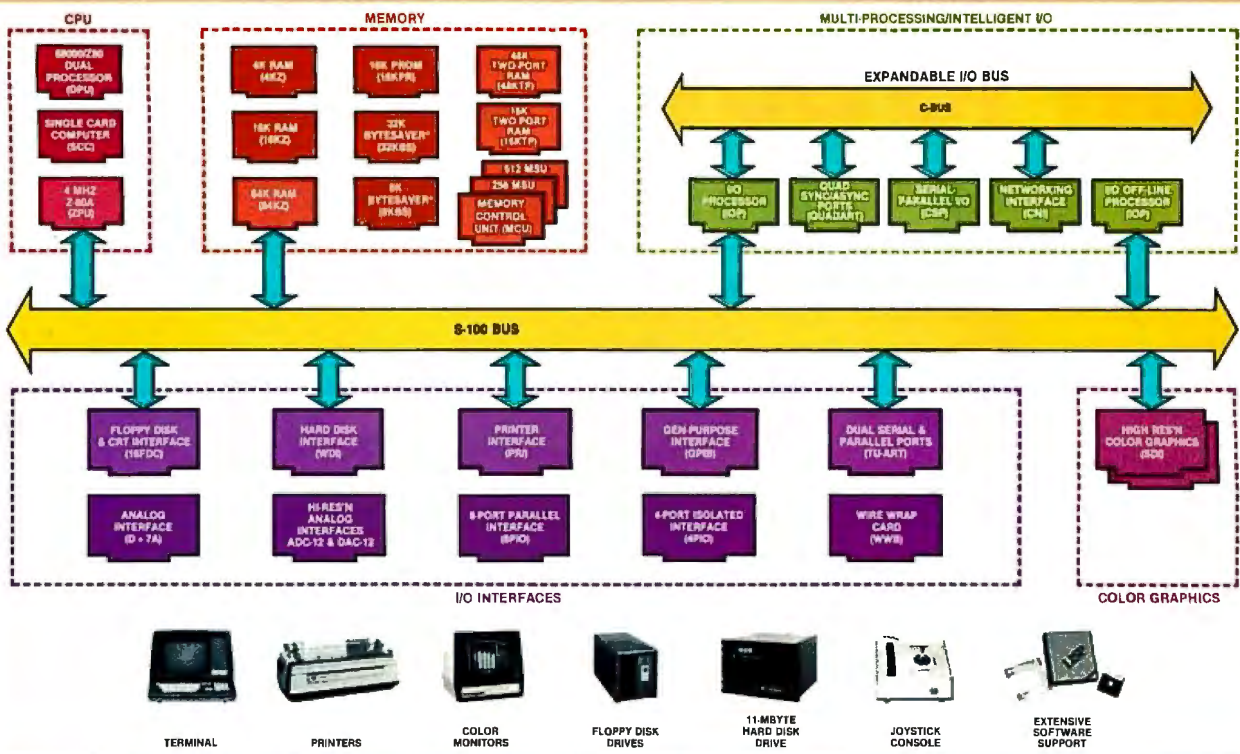 CPU
MEMORY
MULTI-PROCESSING/INTELLIGENT I/O
68000/Z80
DUAL
PROCESSOR
(DPU)
SINGLE CARD
COMPUTER
(SCC)
4 MHZ
Z-80A
(ZPU)
4K RAM
(4KZ)
16K RAM
(16KZ)
64K RAM
(64KZ)
16K PROM
(16KPR)
32K
BYTESAVER®
(32KBS)
8K
BYTESAVER®
(8KBS)
48K
TWO-PORT
RAM
(48KTP)
16K
TWO PORT
RAM
(16KTP)
512 MSU
256 MSU
MEMORY
CONTROL
UNIT (MCU)
EXPANDABLE I/O BUS
C-BUS
I/O
PROCESSOR
(IOP)
QUAD
SYNC/ASYNC
PORTS
(QUADART)
SERIAL-
PARALLEL I/O
(CSP)
NETWORKING
INTERFACE
(CNI)
I/O OFF-LINE
PROCESSOR
(IOP)
S-100 BUS
FLOPPY DISK
& CRT INTERFACE
(16FDC)
HARD DISK
INTERFACE
(WDI)
PRINTER
INTERFACE
(PRI)
GEN-PURPOSE
INTERFACE
(GPIB)
DUAL SERIAL &
PARALLEL PORTS
(TU-ART)
HIGH RES'N
COLOR GRAPHICS
(SDI)
ANALOG
INTERFACE
(D + 7A)
HI-RES'N
ANALOG
INTERFACES
ADC-12 & DAC-12
8-PORT PARALLEL
INTERFACE
(8PIO)
4-PORT ISOLATED
INTERFACE
(4PIO)
WIRE WRAP
CARD
(WWB)
I/O INTERFACES
COLOR GRAPHICS
TERMINAL
PRINTERS
COLOR
MONITORS
FLOPPY DISK
DRIVES
11-MBYTE
HARD DISK
DRIVE
JOYSTICK
CONSOLE
EXTENSIVE
SOFTWARE
SUPPORT